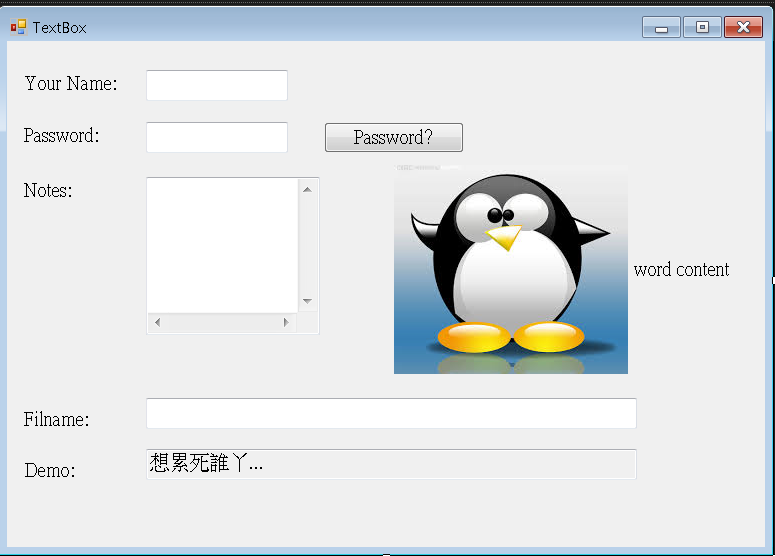 TextBox
Your Name:
Password:
Password?
Notes:
word content
Filname:
Demo:
想累死誰丫...